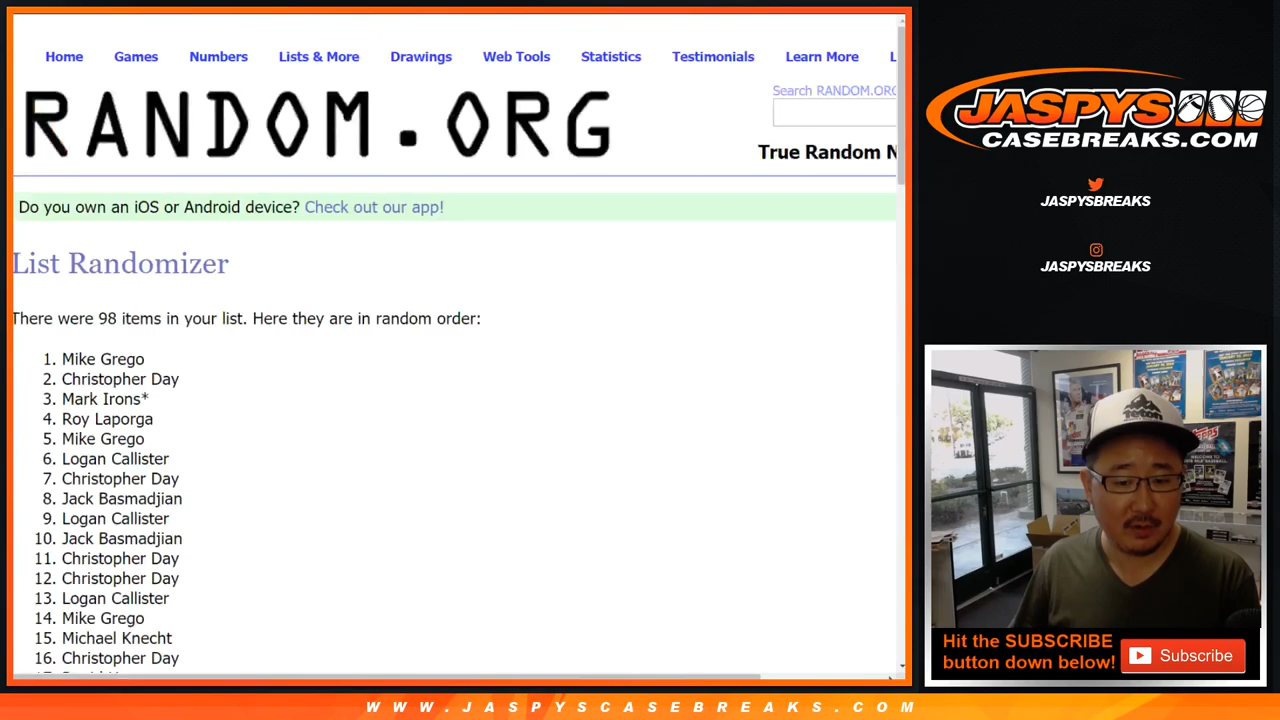 Home Games Numbers Lists & More Drawings Web Tools Statistics Testimonials Learn More L
Search RANDOM.ORG
RANDOM.ORG
True Random N
Do you own an iOS or Android device? Check out our app!
List Randomizer
There were 98 items in your list. Here they are in random order:
1. Mike Grego
2. Christopher Day
3. Mark Irons*
4. Roy Laporga
5. Mike Grego
6. Logan Callister
7. Christopher Day
8. Jack Basmadjian
9. Logan Callister
10. Jack Basmadjian
11. Christopher Day
12. Christopher Day
13. Logan Callister
14. Mike Grego
15. Michael Knecht
16. Christopher Day
JASPYS
CASEBREAKS.COM
JASPYSBREAKS
JASPYSBREAKS
Hit the SUBSCRIBE
button down below!
Subscribe
WWW.JASPYSCASEBREAKS.COM